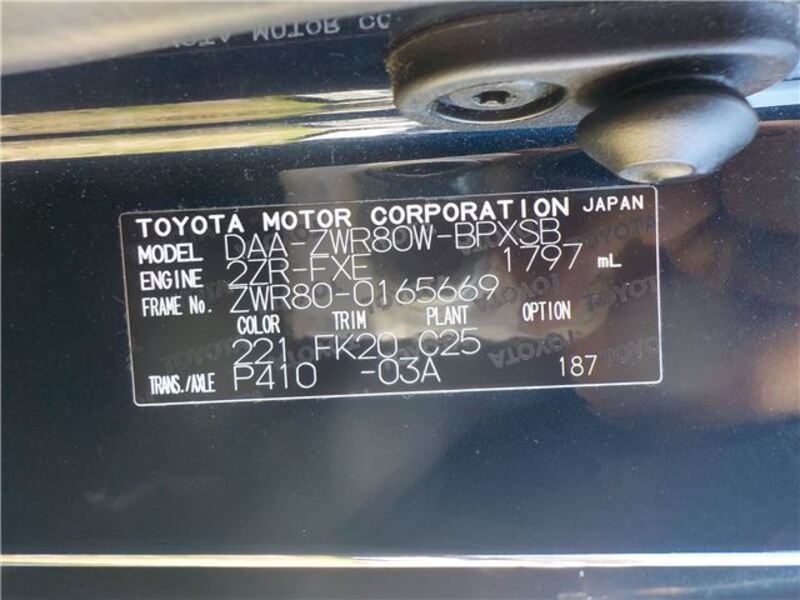 TOYOTA MOTOR CORPORATION JAPAN
MODEL DAA-ZWR80W-BPXSB
ENGINE 2ZR-FXE 1797 mL
FRAME No. ZWR80-0165669
COLOR TRIM PLANT OPTION
221 FK20 C25
TRANS./AXLE P410 -03A 187